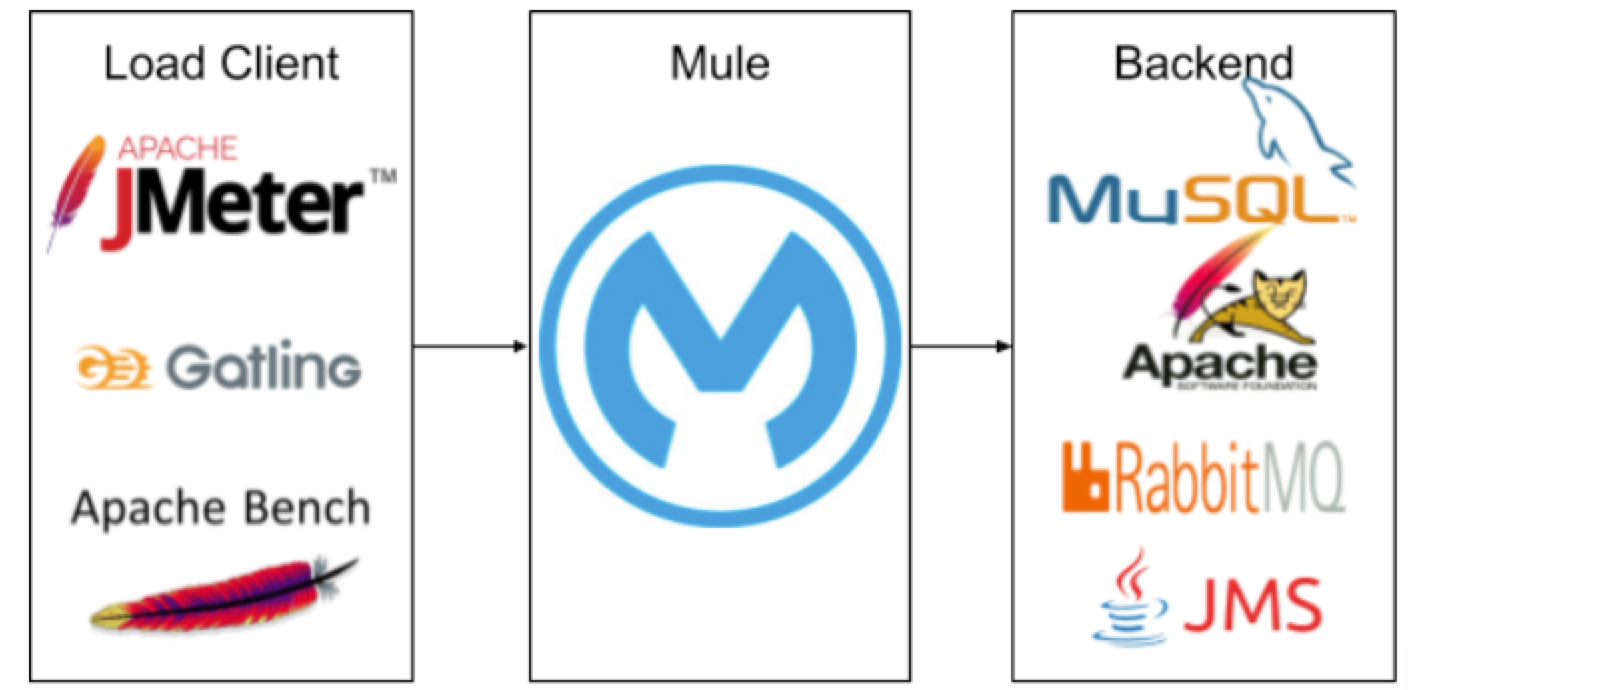 Load Client
APACHE
JMeter™
Gatling
Apache Bench
Mule
Backend
MySQL™
Apache
SOFTWARE FOUNDATION
RabbitMQ
JMS